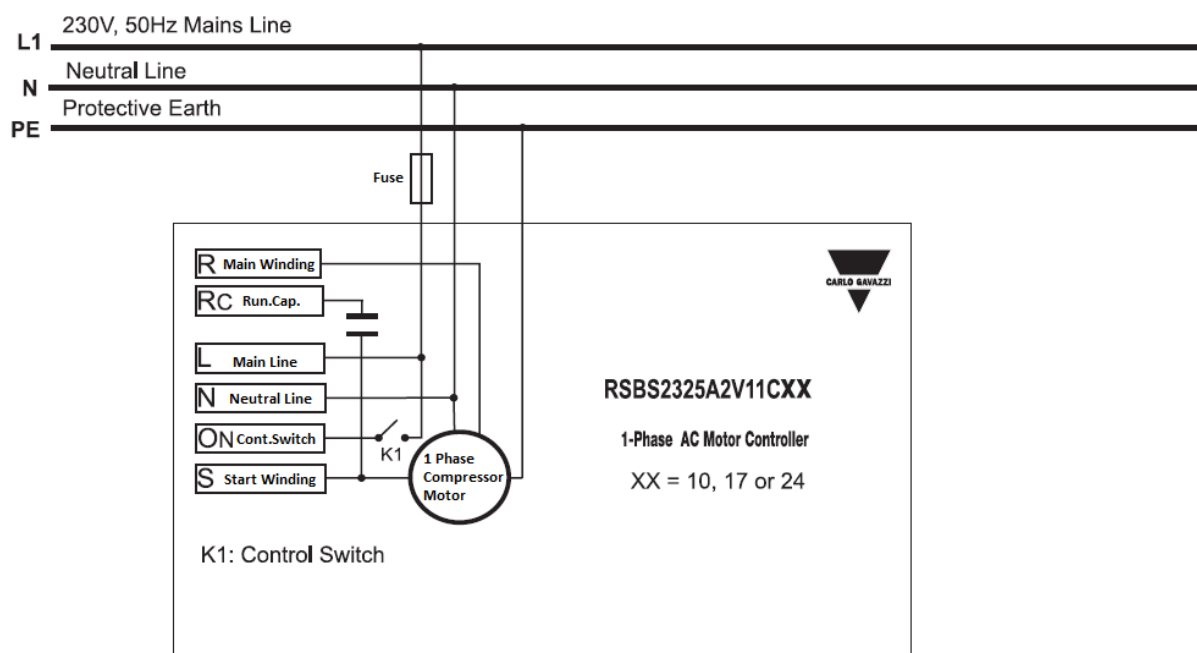 230V, 50Hz Mains Line
L1
Neutral Line
N
Protective Earth
PE
Fuse
R Main Winding
RC Run.Cap.
L Main Line
N Neutral Line
ON Cont.Switch
K1
S Start Winding
1 Phase
Compressor
Motor
K1: Control Switch
CARLO GAVAZZI
RSBS2325A2V11CXX
1-Phase AC Motor Controller
XX = 10, 17 or 24